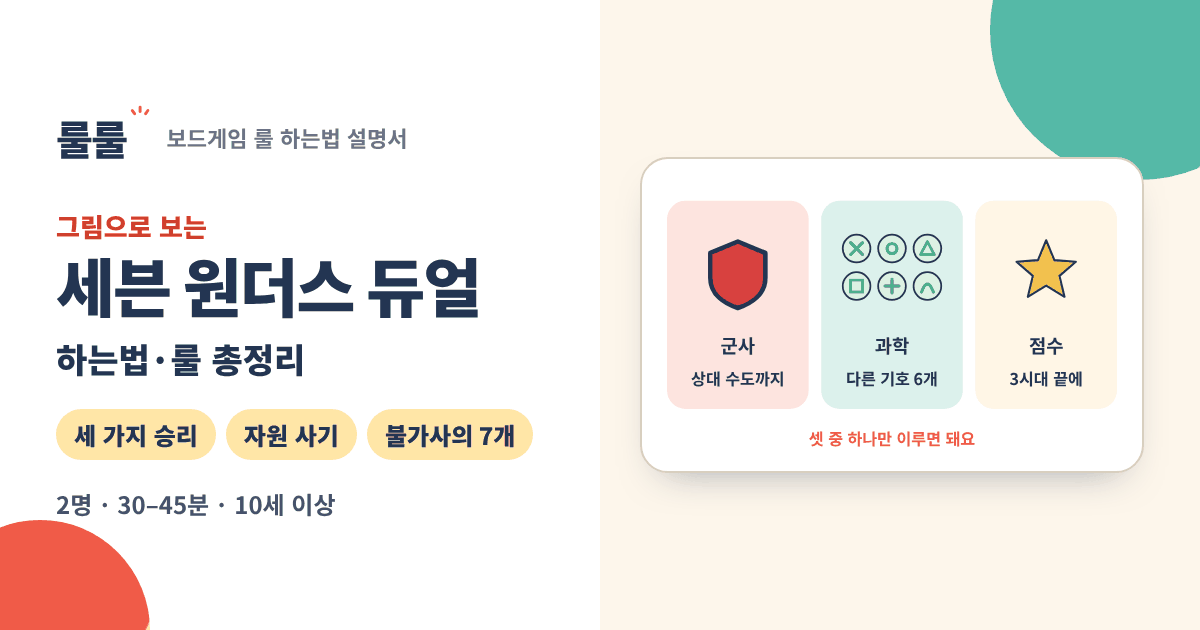 룰룰 보드게임 룰 하는법 설명서
그림으로 보는
세븐 원더스 듀얼
하는법·룰 총정리
세 가지 승리 자원 사기 불가사의 7개
2명 · 30–45분 · 10세 이상
군사
상대 수도까지
과학
다른 기호 6개
점수
3시대 끝에
셋 중 하나만 이루면 돼요